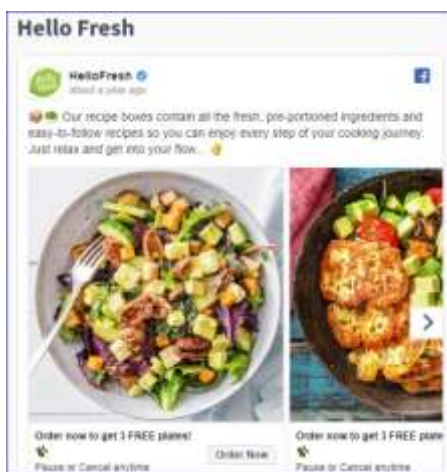 Hello Fresh
HelloFresh
about a year ago
Our recipe boxes contain all the fresh, pre-portioned ingredients and
easy-to-follow recipes so you can enjoy every step of your cooking journey.
Just relax and get into your flow...
Order now to get 3 FREE plates!
Order Now
Pause or Cancel anytime
Order now to get 3 FREE plate
Pause or Cancel anytime